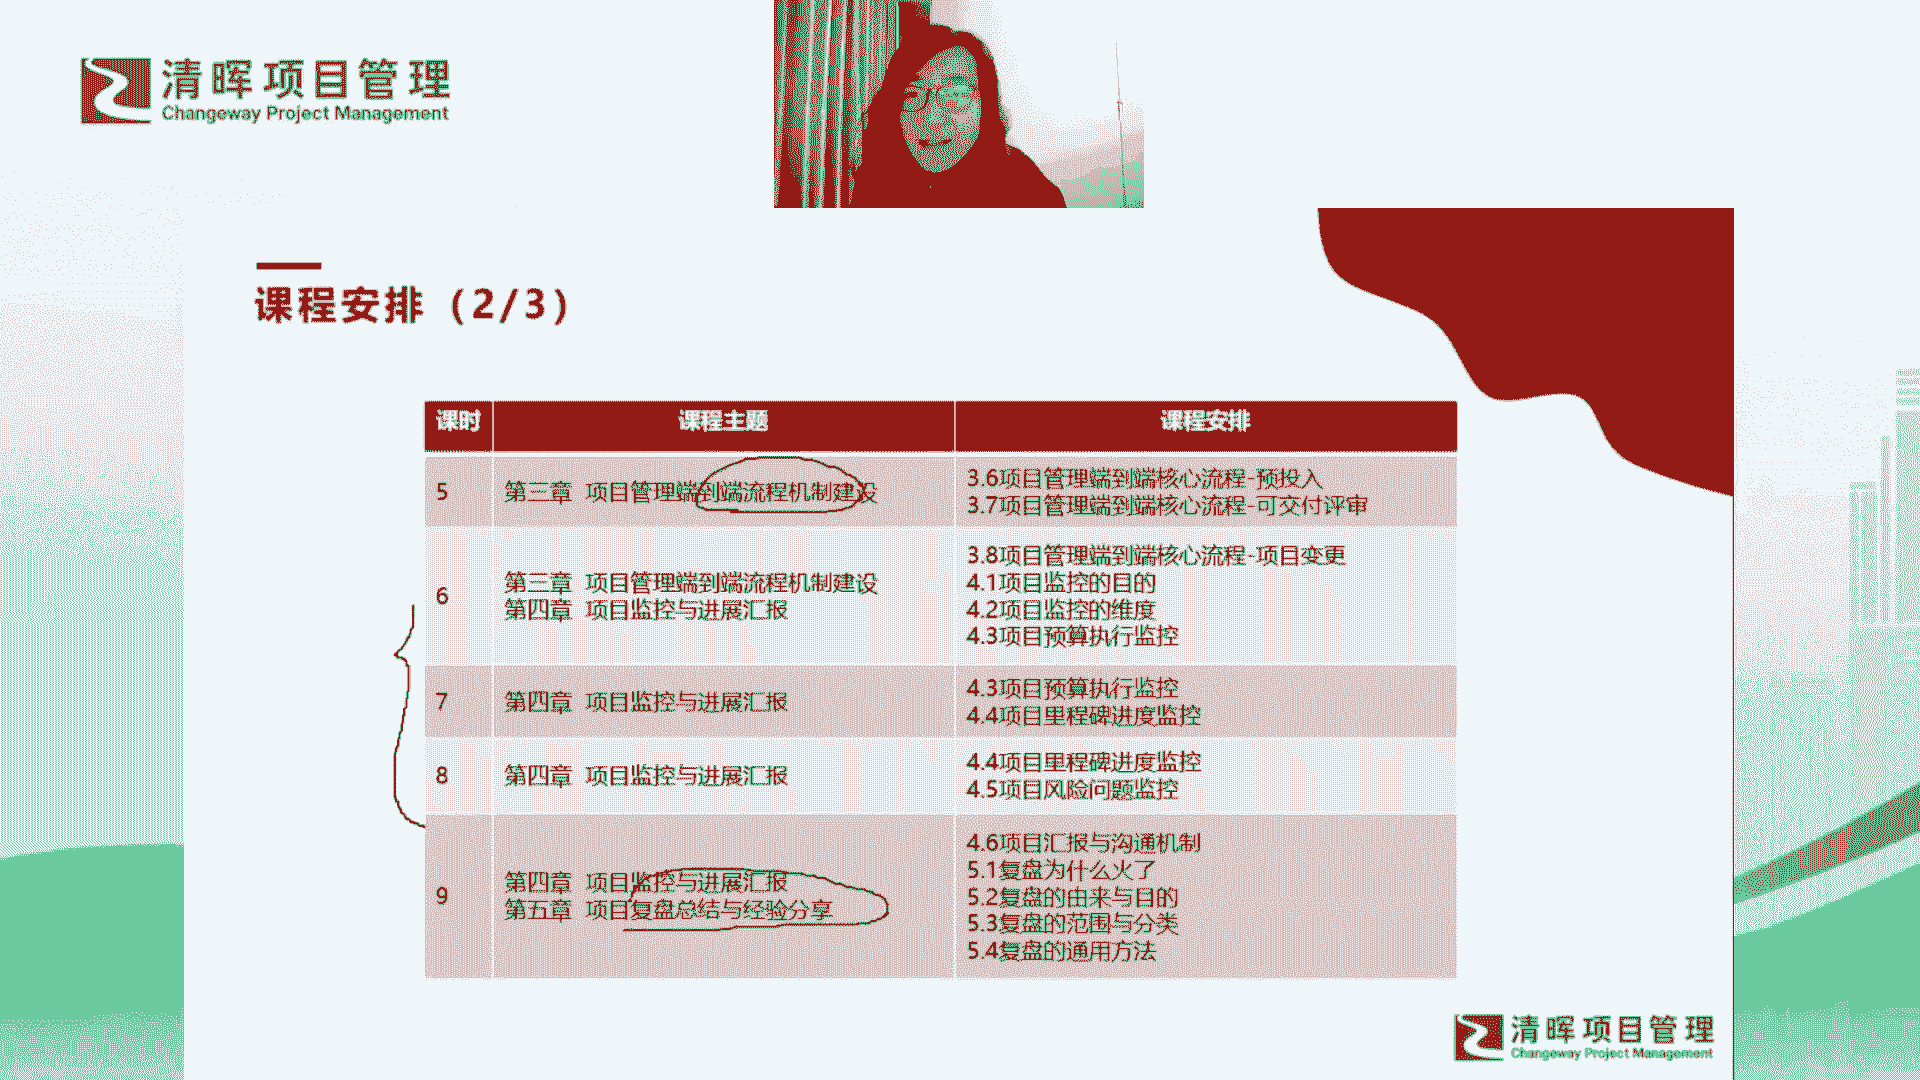 清晖项目管理
Changeway Project Management
课程安排（2/3）
课时 课程主题 课程安排
5 第三章 项目管理端到端流程机制建设
3.6项目管理端到端核心流程-预投入
3.7项目管理端到端核心流程-可交付评审
6 第三章 项目管理端到端流程机制建设
第四章 项目监控与进展汇报
3.8项目管理端到端核心流程-项目变更
4.1项目监控的目的
4.2项目监控的维度
4.3项目预算执行监控
7 第四章 项目监控与进展汇报
4.3项目预算执行监控
4.4项目里程碑进度监控
8 第四章 项目监控与进展汇报
4.4项目里程碑进度监控
4.5项目风险问题监控
9 第四章 项目监控与进展汇报
第五章 项目复盘总结与经验分享
4.6项目汇报与沟通机制
5.1复盘为什么火了
5.2复盘的由来与目的
5.3复盘的范围与分类
5.4复盘的通用方法
清晖项目管理
Changeway Project Management